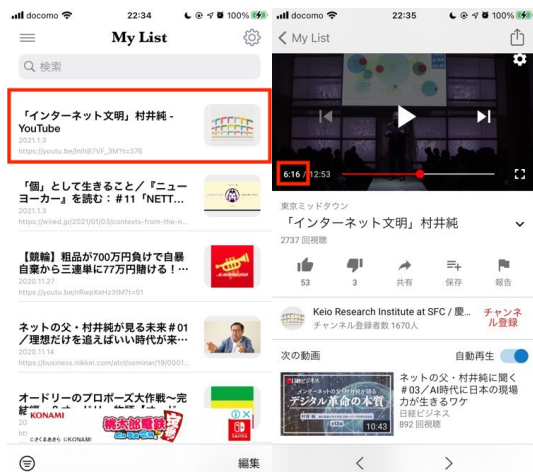 docomo
22:34
100%
My List
検索
「インターネット文明」村井純 -
YouTube
2021.1.3
「個」として生きること／『ニュー
ヨーカー』を読む：#11「NETT…
2021.1.3
https://wired.jp/2021/01/03/contexts-from-the-n…
【競輪】粗品が700万円負けで自暴
自棄から三連単に77万円賭ける！…
2020.11.27
https://youtu.be/nRwpXeHz3tM?t=51
ネットの父・村井純が見る未来#01
／理想だけを追えばいい時代が来…
2020.11.14
https://business.nikkei.com/atcl/seminar/19/0001…
オードリーのプロポーズ大作戦〜完
KONAMI
桃太郎電鉄
編集
docomo
22:35
100%
My List
6:16 / 12:53
東京ミッドタウン
「インターネット文明」村井純
2737 回視聴
53
3
共有
保存
報告
Keio Research Institute at SFC / 慶…
チャンネル登録者数 1670人
チャンネ
ル登録
次の動画
自動再生
日経ビジネス
デジタル革命の本質
10:43
ネットの父・村井純に聞く
#03／AI時代に日本の現場
力が生きるワケ
日経ビジネス
892 回視聴